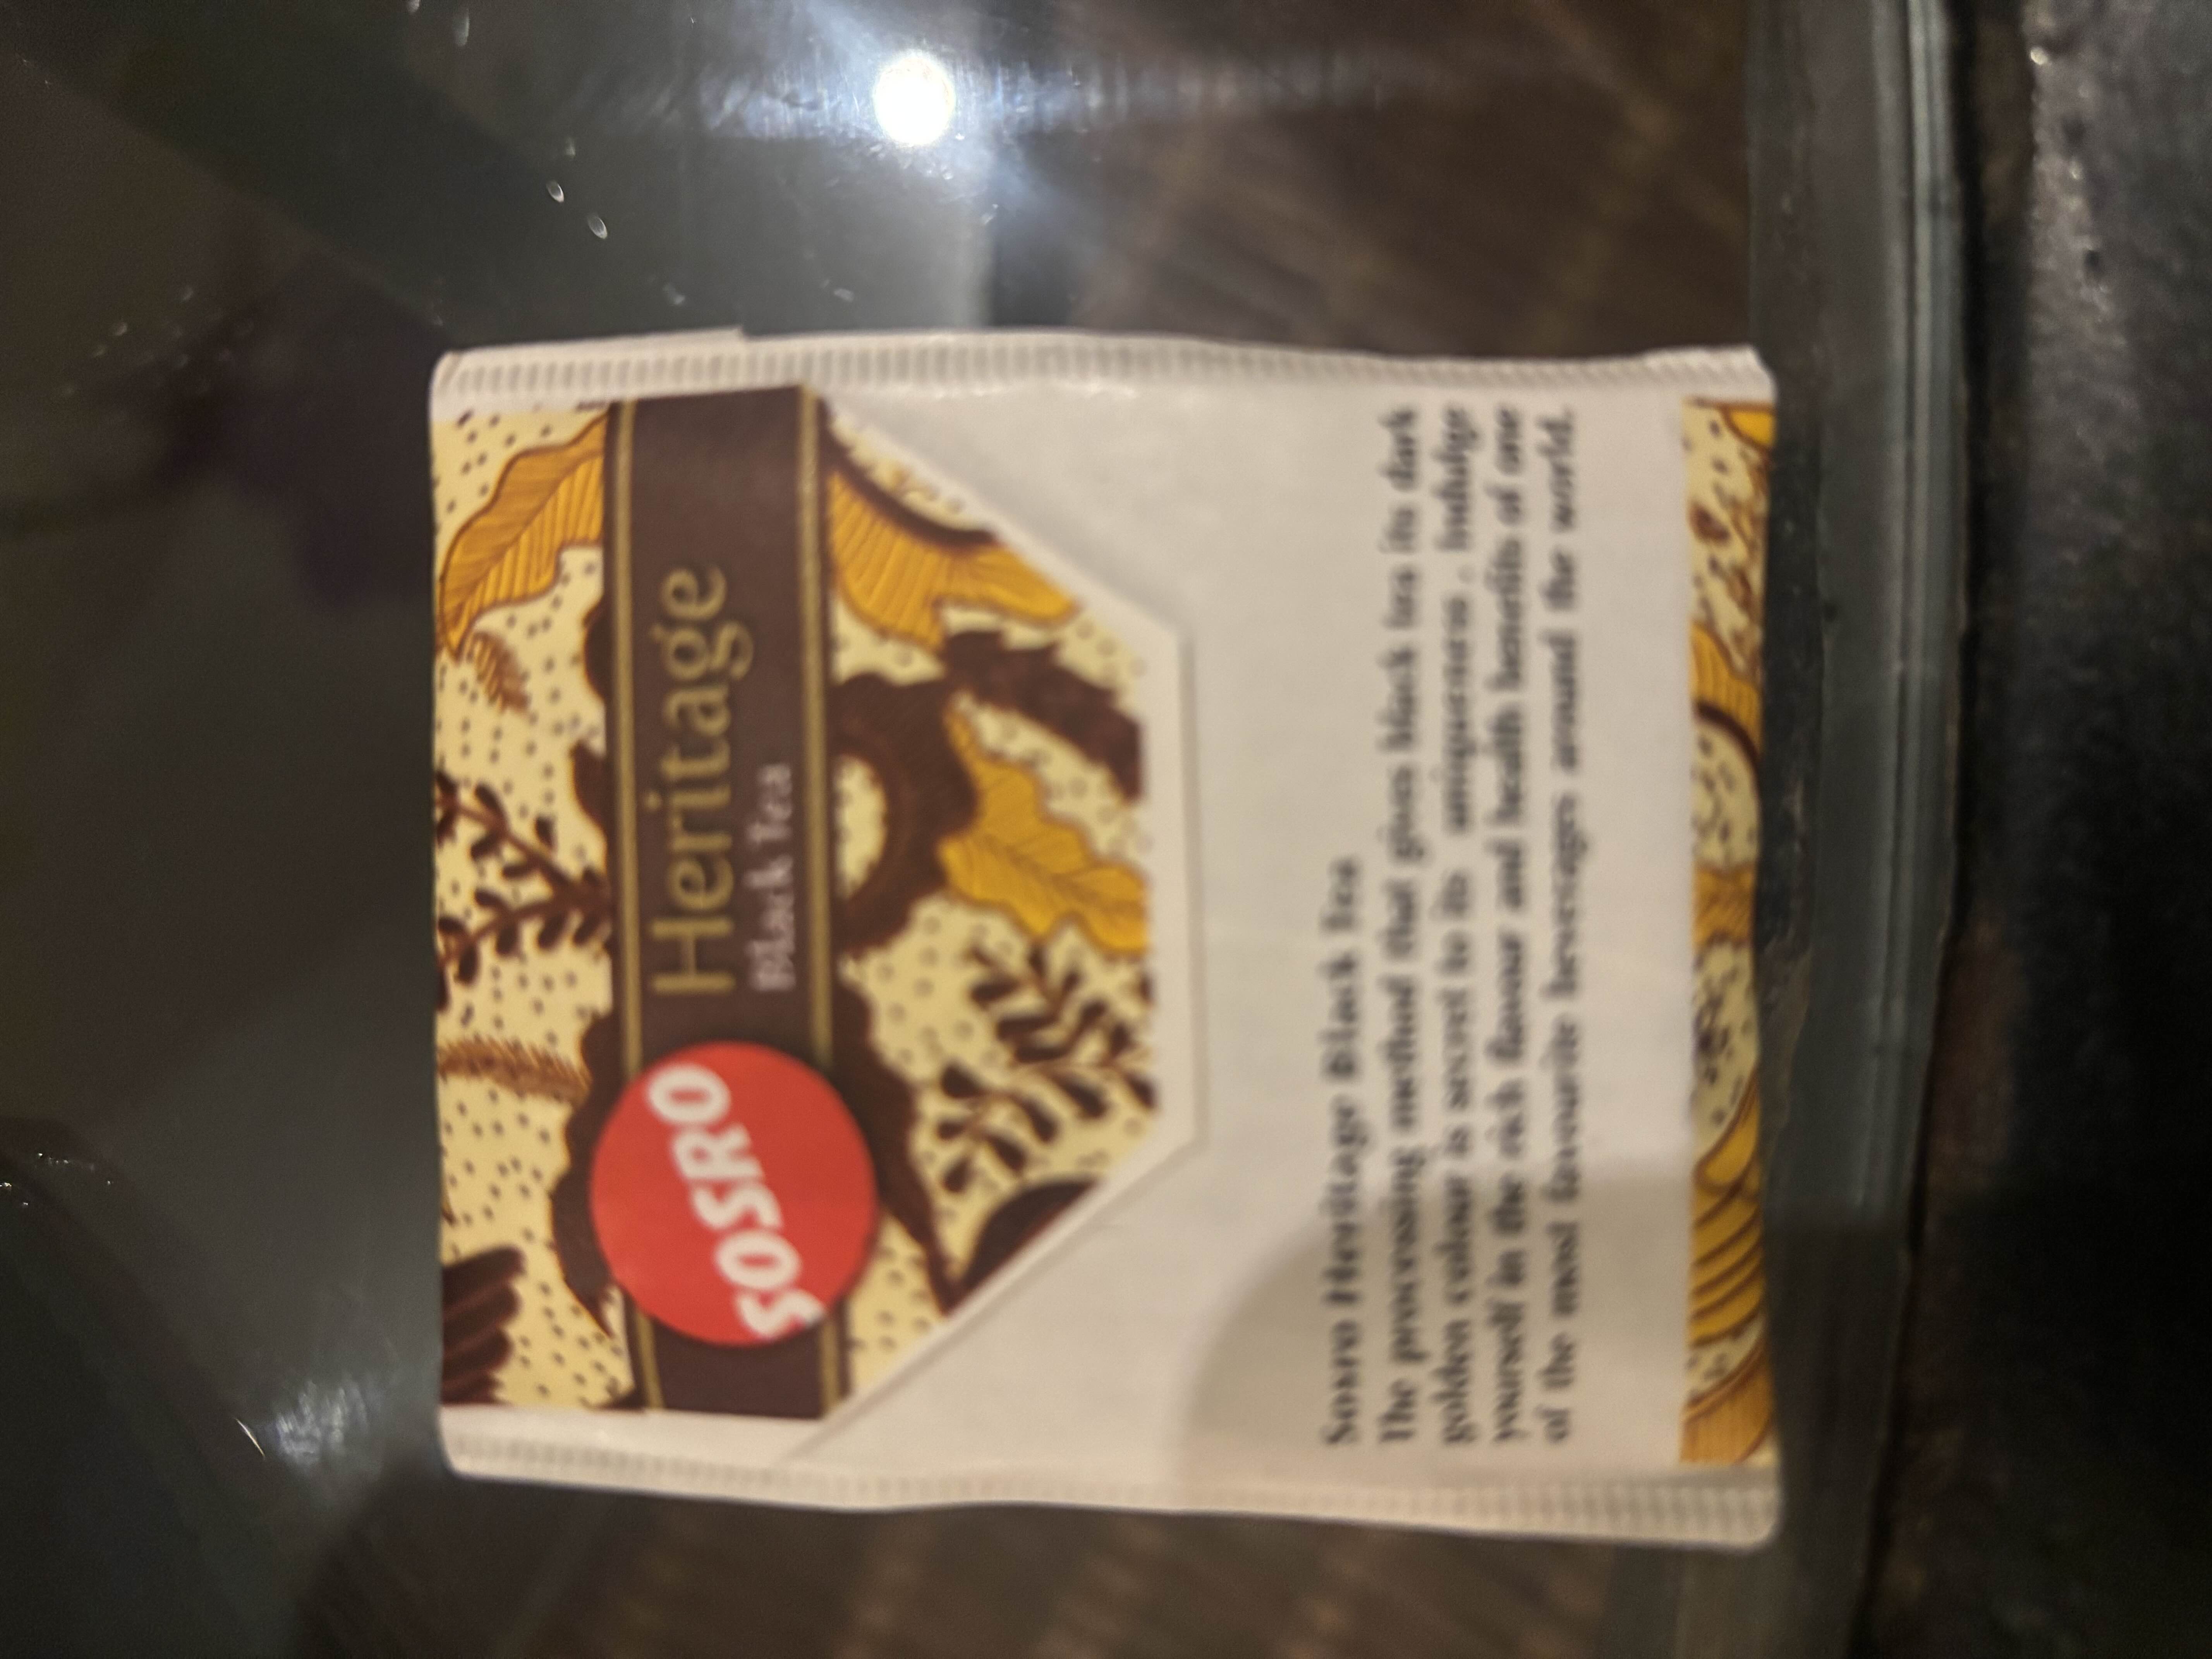 SOSRO
Heritage
Black Tea
Sosro Heritage Black Tea
The processing method that gives black tea its dark
golden colour is secret to its uniqueness . Indulge
yourself in the rich flavour and health benefits of one
of the most favourite beverages around the world.